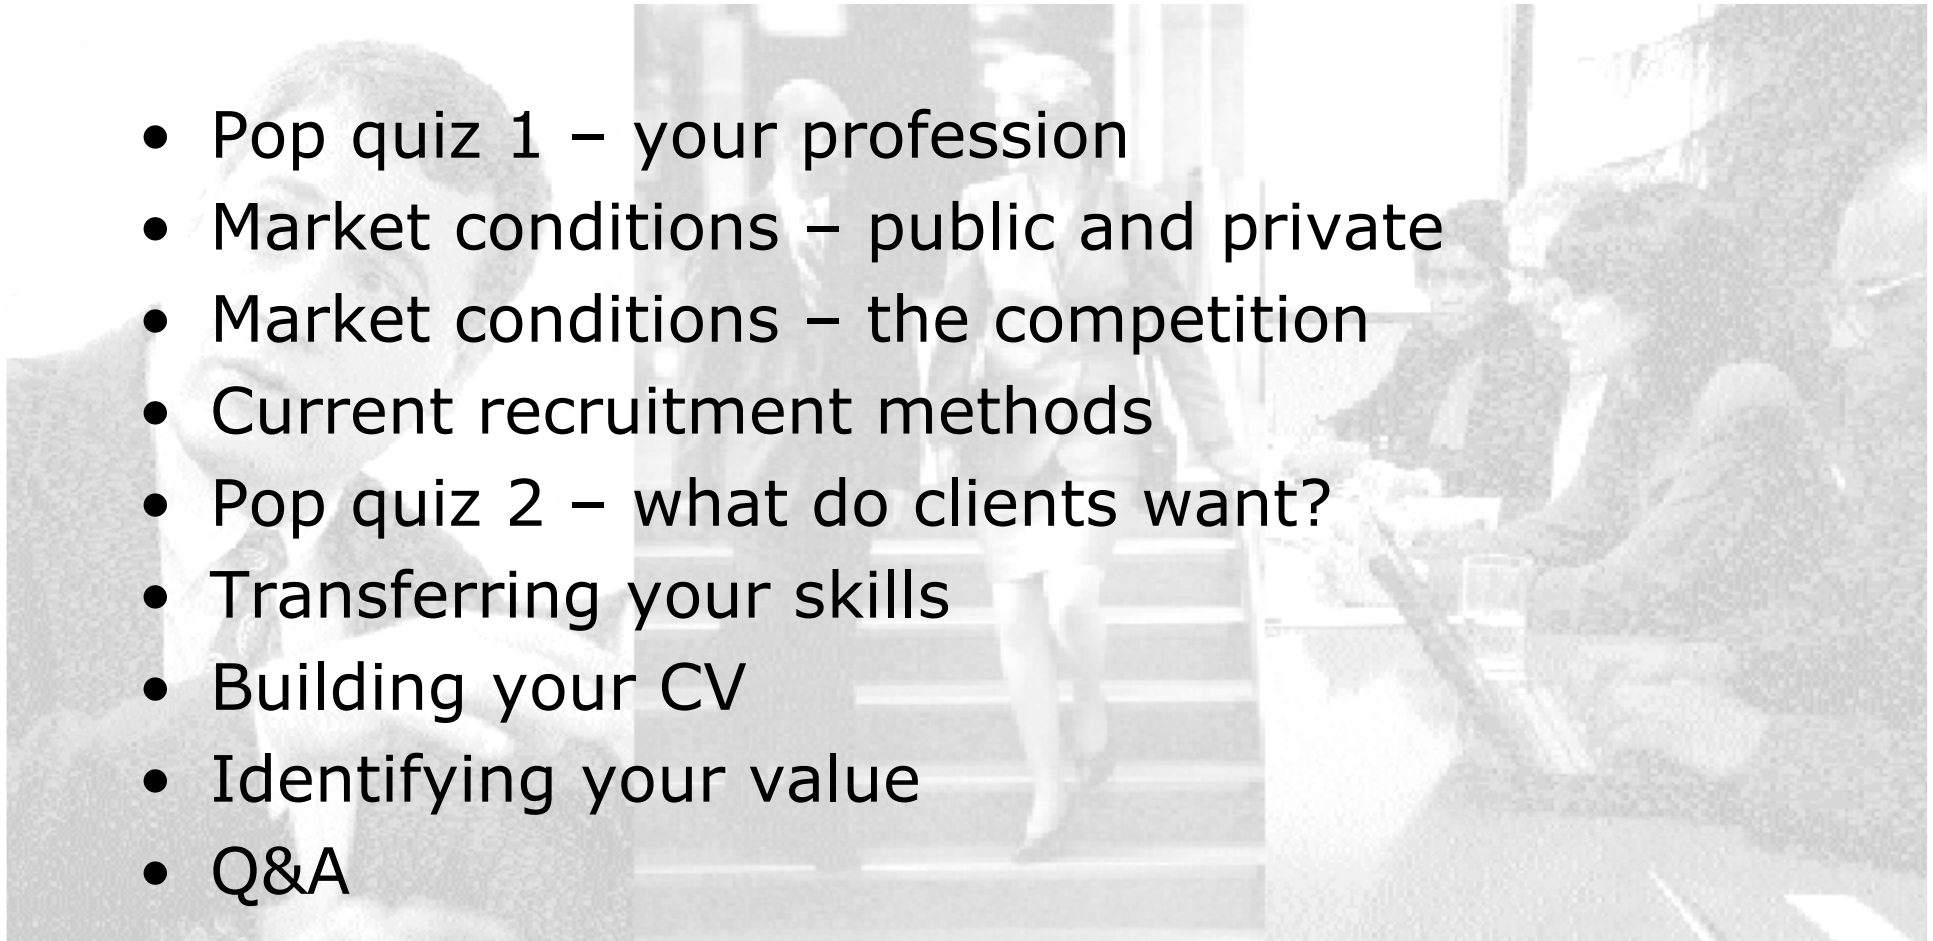 • Pop quiz 1 – your profession
• Market conditions – public and private
• Market conditions – the competition
• Current recruitment methods
• Pop quiz 2 – what do clients want?
• Transferring your skills
• Building your CV
• Identifying your value
• Q&A